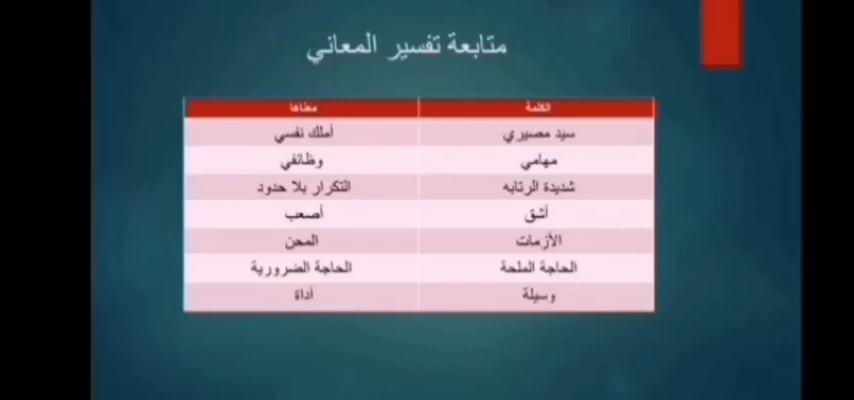 متابعة تفسير المعاني
الكلمة معناها
سيد مصيري أملك نفسي
مهامي وظائفي
شديدة الرتابه التكرار بلا حدود
أشق أصعب
الأزمات المحن
الحاجة الملحة الحاجة الضرورية
وسيلة أداة